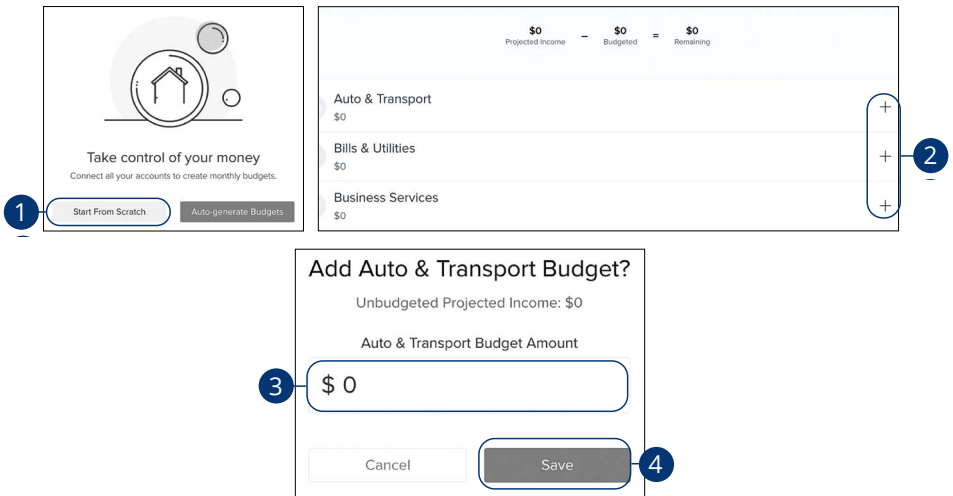 Take control of your money
Connect all your accounts to create monthly budgets.
1
Start From Scratch
Auto-generate Budgets
$0 – $0 = $0
Projected Income Budgeted Remaining
Auto & Transport
$0
+
Bills & Utilities
$0
+
2
Business Services
$0
+
Add Auto & Transport Budget?
Unbudgeted Projected Income: $0
Auto & Transport Budget Amount
3
$ 0
Cancel
Save
4